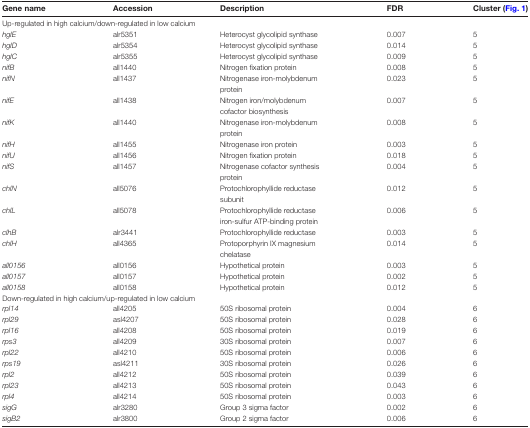 Gene name Accession Description FDR Cluster (Fig. 1)
Up-regulated in high calcium/down-regulated in low calcium
hglE alr5351 Heterocyst glycolipid synthase 0.007 5
hglD alr5354 Heterocyst glycolipid synthase 0.014 5
hglC alr5355 Heterocyst glycolipid synthase 0.009 5
nifB all1440 Nitrogen fixation protein 0.008 5
nifN all1437 Nitrogenase iron-molybdenum 0.023 5
protein
nifE all1438 Nitrogen iron/molybdenum 0.007 5
cofactor biosynthesis
nifK all1440 Nitrogenase iron-molybdenum 0.008 5
protein
nifH all1455 Nitrogenase iron protein 0.003 5
nifU all1456 Nitrogen fixation protein 0.018 5
nifS all1457 Nitrogenase cofactor synthesis 0.004 5
protein
chlN all5076 Protochlorophyllide reductase 0.012 5
subunit
chlL all5078 Protochlorophyllide reductase 0.006 5
iron-sulfur ATP-binding protein
clhB alr3441 Protochlorophyllide reductase 0.003 5
chlH all4365 Protoporphyrin IX magnesium 0.014 5
chelatase
all0156 all0156 Hypothetical protein 0.003 5
all0157 all0157 Hypothetical protein 0.002 5
all0158 all0158 Hypothetical protein 0.012 5
Down-regulated in high calcium/up-regulated in low calcium
rpl14 all4205 50S ribosomal protein 0.004 6
rpl29 asl4207 50S ribosomal protein 0.028 6
rpl16 all4208 50S ribosomal protein 0.019 6
rps3 all4209 30S ribosomal protein 0.007 6
rpl22 all4210 50S ribosomal protein 0.006 6
rps19 asl4211 30S ribosomal protein 0.026 6
rpl2 all4212 50S ribosomal protein 0.039 6
rpl23 all4213 50S ribosomal protein 0.043 6
rpl4 all4214 50S ribosomal protein 0.003 6
sigG alr3280 Group 3 sigma factor 0.002 6
sigB2 alr3800 Group 2 sigma factor 0.006 6